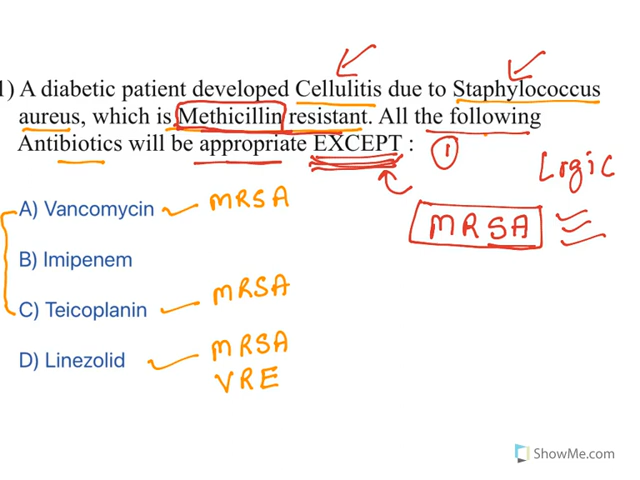 1) A diabetic patient developed Cellulitis due to Staphylococcus
aureus, which is Methicillin resistant. All the following
Antibiotics will be appropriate EXCEPT :
1
Logic
A) Vancomycin MRSA
MRSA
B) Imipenem
C) Teicoplanin MRSA
D) Linezolid MRSA
VRE
ShowMe.com